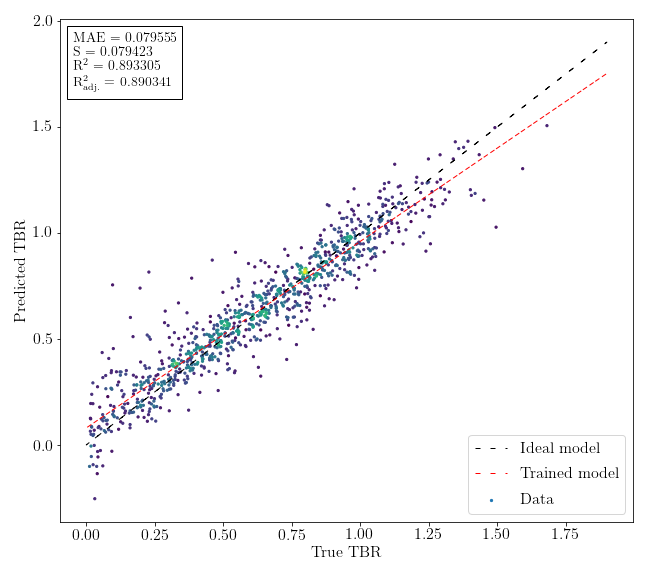 MAE = 0.079555
S = 0.079423
R² = 0.893305
R²adj. = 0.890341
2.0
1.5
1.0
0.5
0.0
Predicted TBR
0.00 0.25 0.50 0.75 1.00 1.25 1.50 1.75
True TBR
Ideal model
Trained model
Data